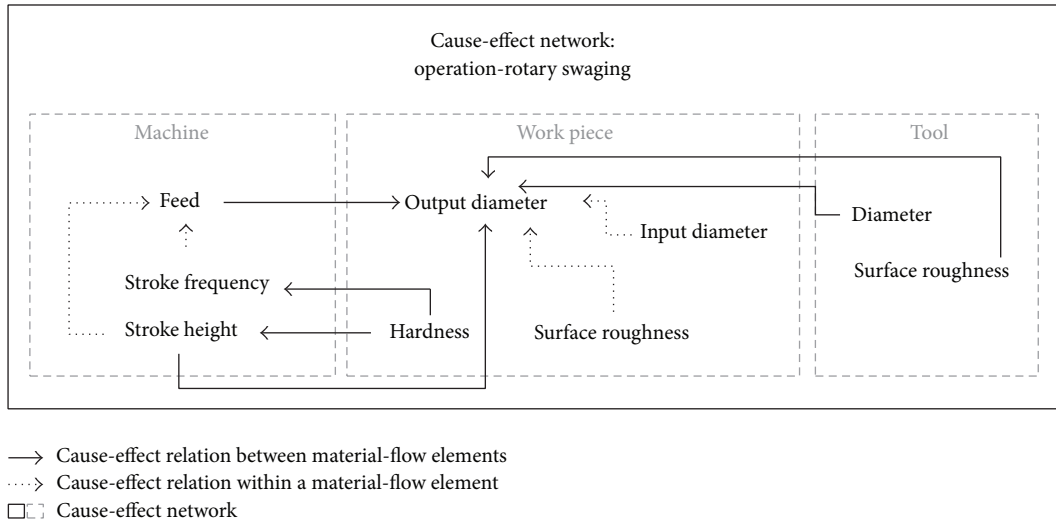 Cause-effect network:
operation-rotary swaging
Machine
Work piece
Tool
Feed
Output diameter
Diameter
Input diameter
Surface roughness
Stroke frequency
Stroke height
Hardness
Surface roughness
Cause-effect relation between material-flow elements
Cause-effect relation within a material-flow element
Cause-effect network